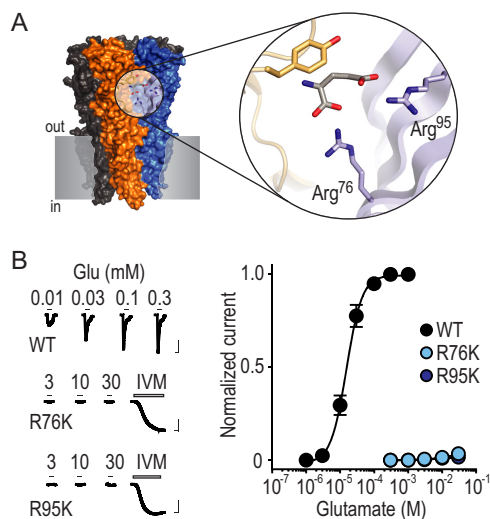 A
out
in
Arg95
Arg76
B
Glu (mM)
0.01 0.03 0.1 0.3
WT
3 10 30 IVM
R76K
3 10 30 IVM
R95K
Normalized current
1.0
0.5
0
WT
R76K
R95K
10-7 10-6 10-5 10-4 10-3 10-2 10-1
Glutamate (M)